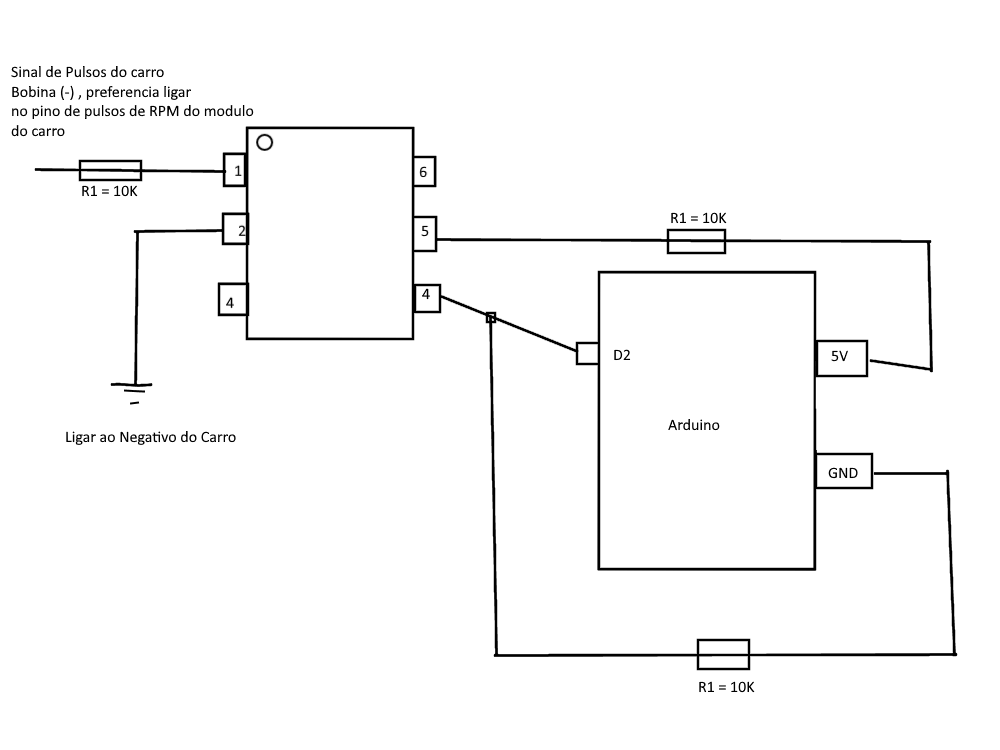 Sinal de Pulsos do carro
Bobina (-) , preferencia ligar
no pino de pulsos de RPM do modulo
do carro
R1 = 10K
1
2
4
6
5
4
R1 = 10K
D2
5V
Arduino
GND
Ligar ao Negativo do Carro
R1 = 10K